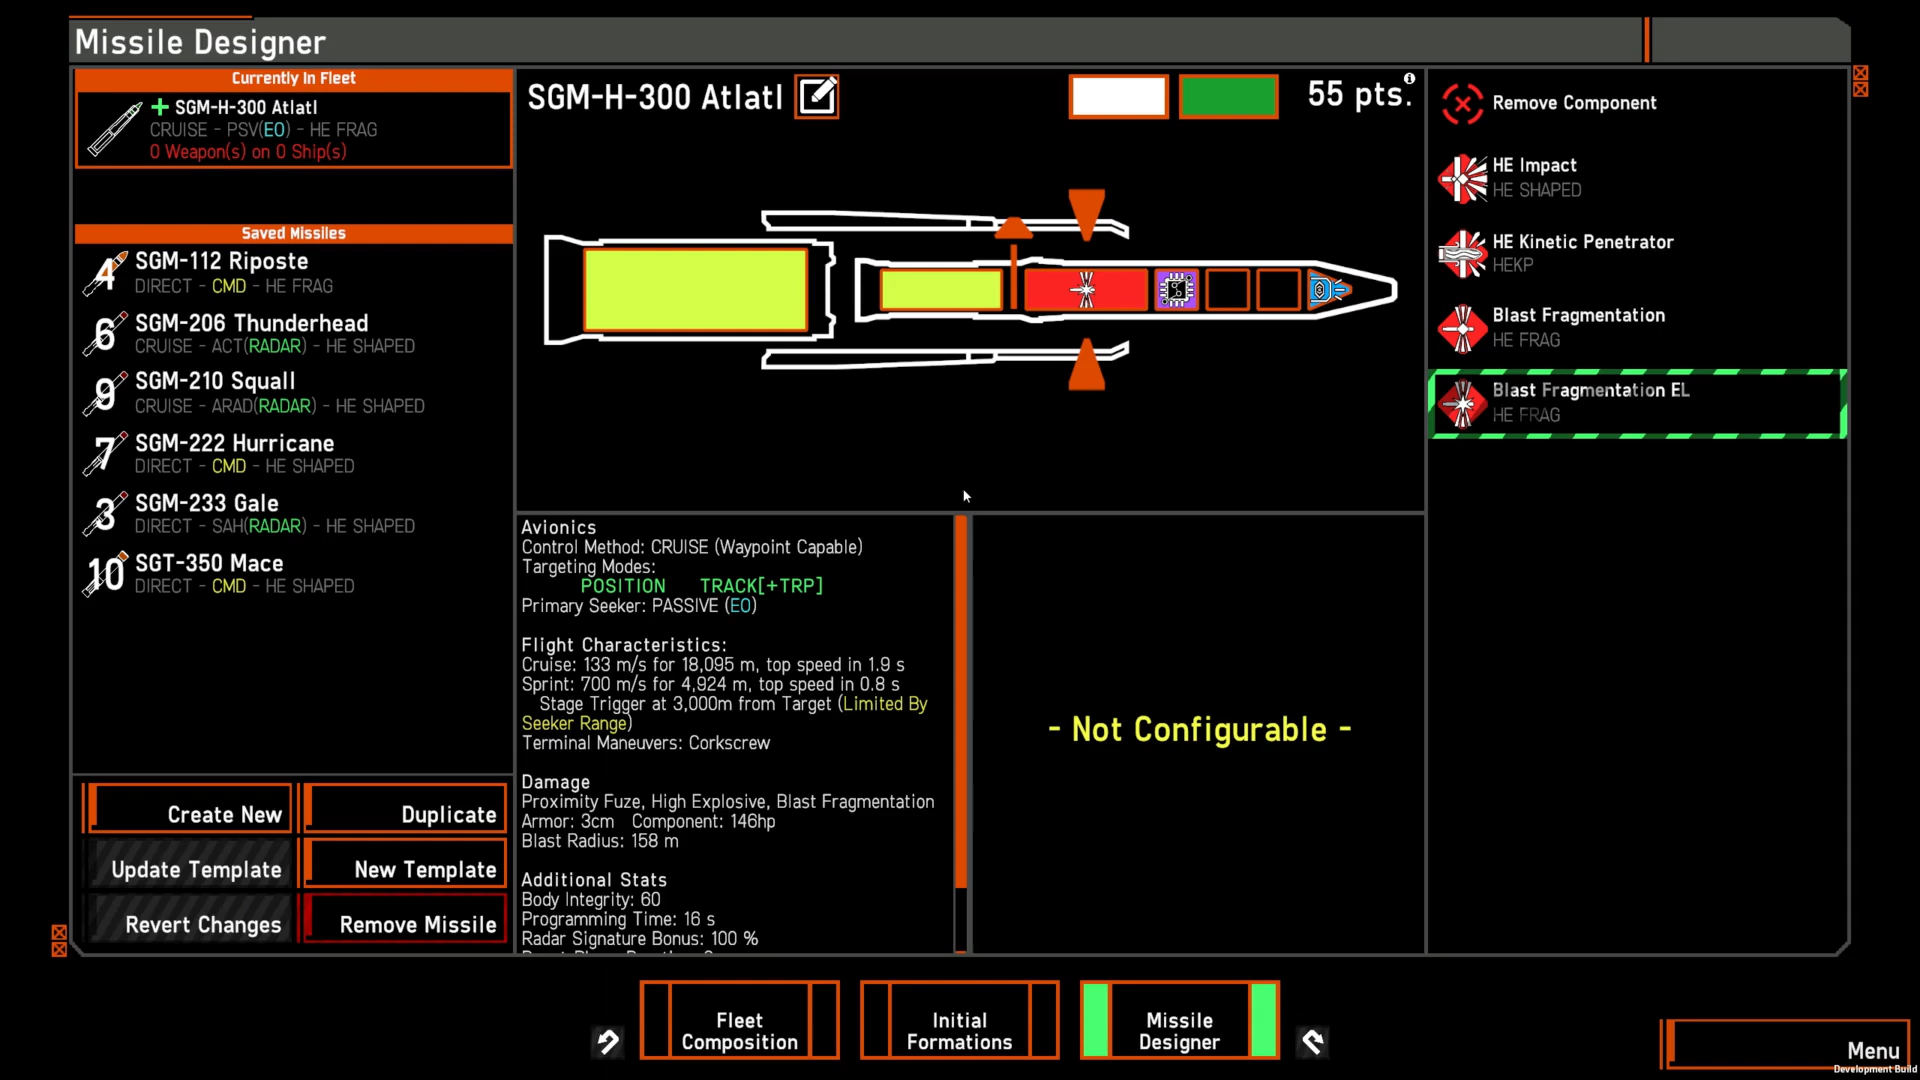 Missile Designer
Currently In Fleet
SGM-H-300 Atlatl
CRUISE - PSV(EO) - HE FRAG
0 Weapon(s) on 0 Ship(s)
Saved Missiles
4
SGM-112 Riposte
DIRECT - CMD - HE FRAG
6
SGM-206 Thunderhead
CRUISE - ACT(RADAR) - HE SHAPED
9
SGM-210 Squall
CRUISE - ARAD(RADAR) - HE SHAPED
7
SGM-222 Hurricane
DIRECT - CMD - HE SHAPED
3
SGM-233 Gale
DIRECT - SAH(RADAR) - HE SHAPED
10
SGT-350 Mace
DIRECT - CMD - HE SHAPED
Create New
Duplicate
Update Template
New Template
Revert Changes
Remove Missile
SGM-H-300 Atlatl
55 pts.
Avionics
Control Method: CRUISE (Waypoint Capable)
Targeting Modes:
POSITION TRACK[+TRP]
Primary Seeker: PASSIVE (EO)
Flight Characteristics:
Cruise: 133 m/s for 18,095 m, top speed in 1.9 s
Sprint: 700 m/s for 4,924 m, top speed in 0.8 s
Stage Trigger at 3,000m from Target (Limited By
Seeker Range)
Terminal Maneuvers: Corkscrew
Damage
Proximity Fuze, High Explosive, Blast Fragmentation
Armor: 3cm Component: 146hp
Blast Radius: 158 m
Additional Stats
Body Integrity: 60
Programming Time: 16 s
Radar Signature Bonus: 100 %
- Not Configurable -
Remove Component
HE Impact
HE SHAPED
HE Kinetic Penetrator
HEKP
Blast Fragmentation
HE FRAG
Blast Fragmentation EL
HE FRAG
Fleet
Composition
Initial
Formations
Missile
Designer
Menu
Development Build